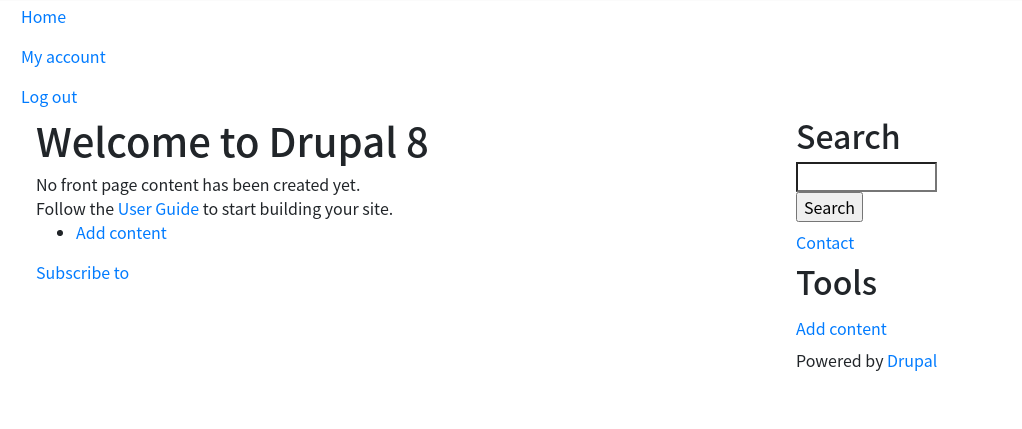 Home
My account
Log out
Welcome to Drupal 8
No front page content has been created yet.
Follow the User Guide to start building your site.
Add content
Subscribe to
Search
Search
Contact
Tools
Add content
Powered by Drupal